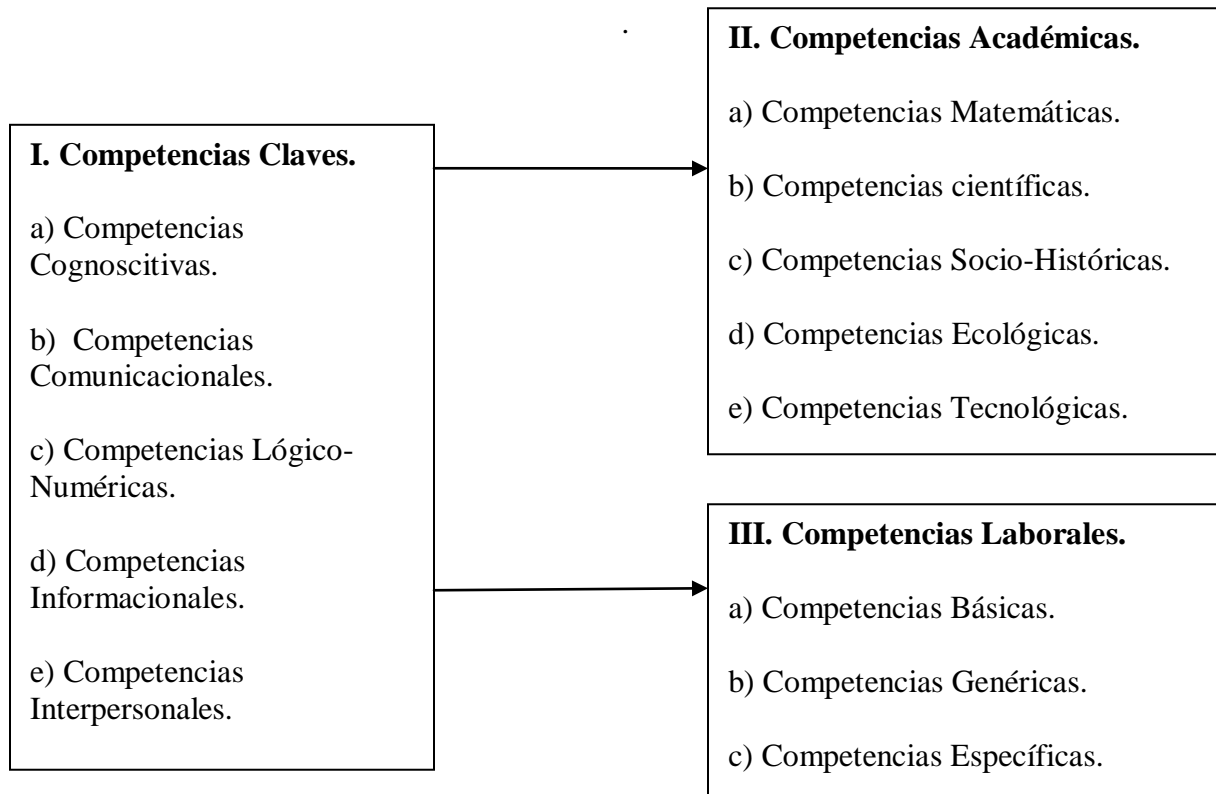 I. Competencias Claves.
a) Competencias
Cognoscitivas.
b) Competencias
Comunicacionales.
c) Competencias Lógico-
Numéricas.
d) Competencias
Informacionales.
e) Competencias
Interpersonales.
.
II. Competencias Académicas.
a) Competencias Matemáticas.
b) Competencias científicas.
c) Competencias Socio-Históricas.
d) Competencias Ecológicas.
e) Competencias Tecnológicas.
III. Competencias Laborales.
a) Competencias Básicas.
b) Competencias Genéricas.
c) Competencias Específicas.